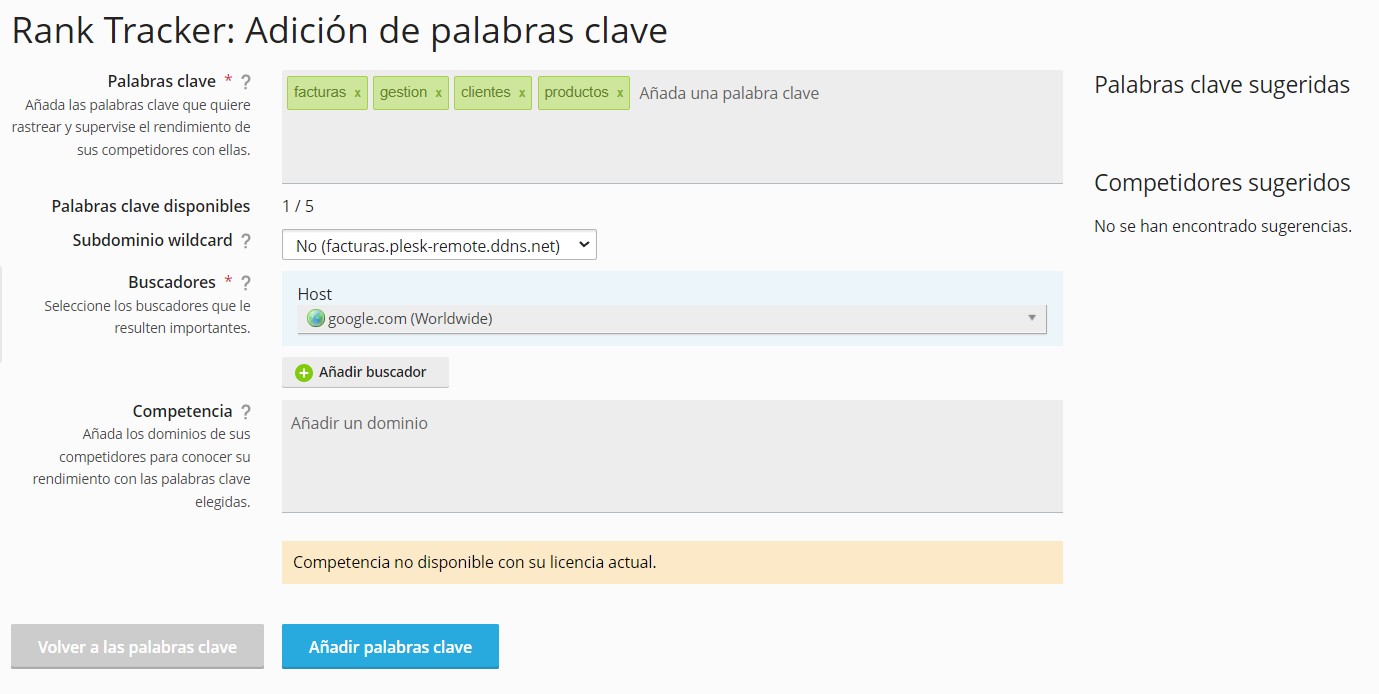 Rank Tracker: Adición de palabras clave
Palabras clave * ?
Añada las palabras clave que quiere
rastrear y supervise el rendimiento de
sus competidores con ellas.
facturas x gestion x clientes x productos x Añada una palabra clave
Palabras clave sugeridas
Competidores sugeridos
No se han encontrado sugerencias.
Palabras clave disponibles 1 / 5
Subdominio wildcard ? No (facturas.plesk-remote.ddns.net)
Buscadores * ?
Seleccione los buscadores que le
resulten importantes.
Host
google.com (Worldwide)
Añadir buscador
Competencia ?
Añada los dominios de sus
competidores para conocer su
rendimiento con las palabras clave
elegidas.
Añadir un dominio
Competencia no disponible con su licencia actual.
Volver a las palabras clave Añadir palabras clave